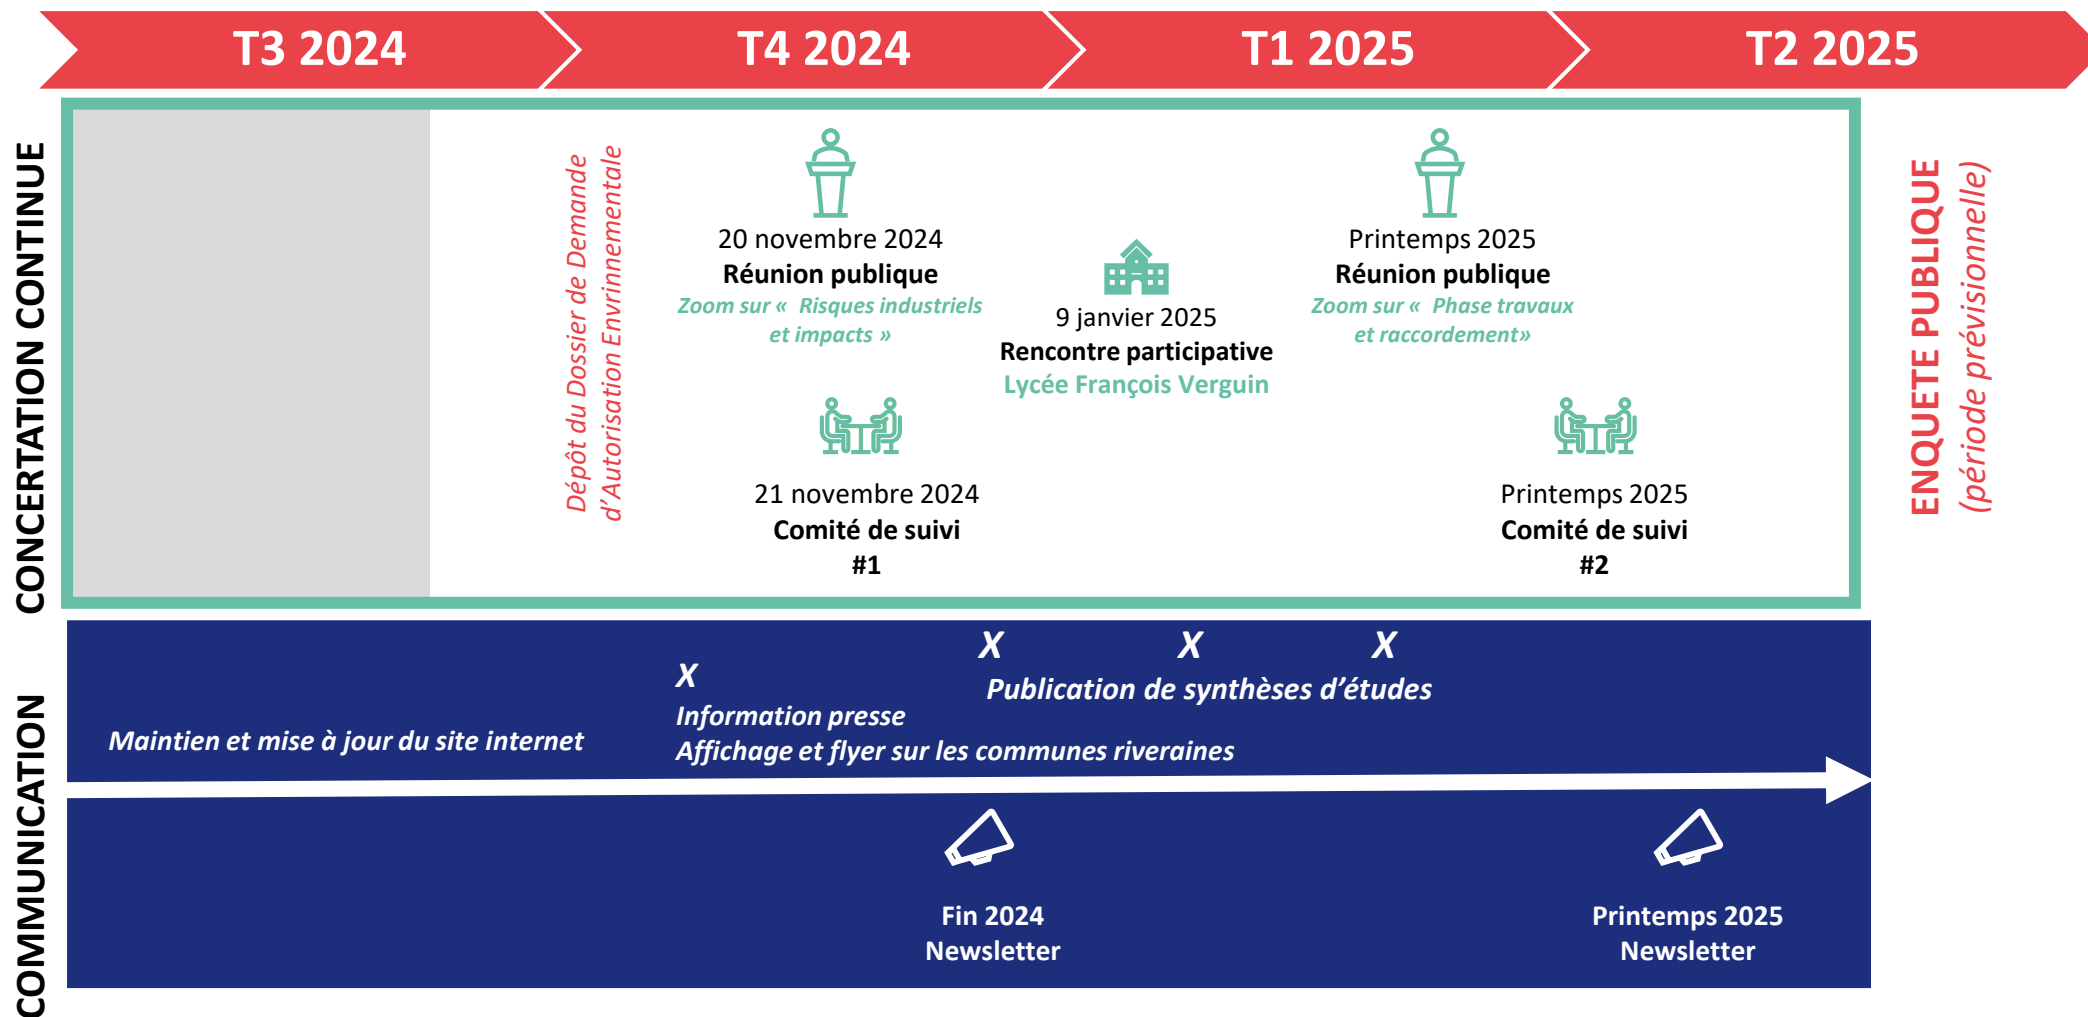 T3 2024
T4 2024
T1 2025
T2 2025
CONCERTATION CONTINUE
Dépôt du Dossier de Demande
d'Autorisation Envrinnementale
20 novembre 2024
Réunion publique
Zoom sur «  Risques industriels
et impacts »
21 novembre 2024
Comité de suivi
#1
9 janvier 2025
Rencontre participative
Lycée François Verguin
Printemps 2025
Réunion publique
Zoom sur «  Phase travaux
et raccordement»
Printemps 2025
Comité de suivi
#2
ENQUETE PUBLIQUE
(période prévisionnelle)
COMMUNICATION
Maintien et mise à jour du site internet
X
Information presse
Affichage et flyer sur les communes riveraines
X X X
Publication de synthèses d'études
Fin 2024
Newsletter
Printemps 2025
Newsletter